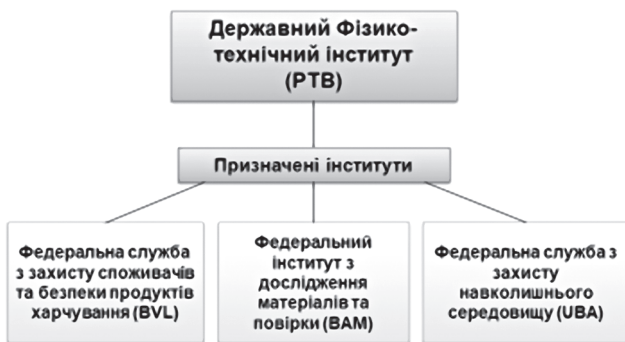 Державний Фізико-
технічний інститут
(PTB)
Призначені інститути
Федеральна служба
з захисту споживачів
та безпеки продуктів
харчування (BVL)
Федеральний
інститут з
дослідження
матеріалів та
повірки (BAM)
Федеральна служба з
захисту
навколишнього
середовищу (UBA)